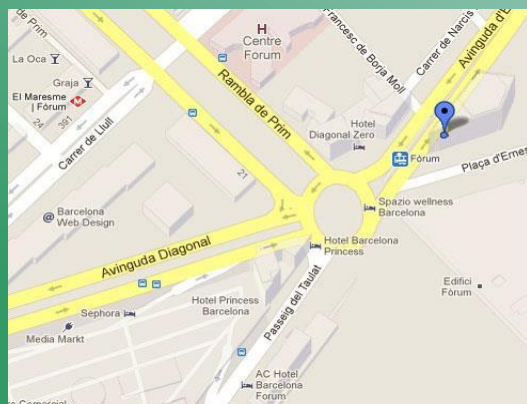 de Prim
La Oca
Graja
El Maresme
| Fòrum
24
391
Carrer de Llull
H
Centre
Forum
Rambla de Prim
Francesc de Borja Moll
Carrer de Narcís
Avinguda d'E
Hotel
Diagonal Zero
Fòrum
Plaça d'Ernes
21
@ Barcelona
Web Design
Spazio wellness
Barcelona
Avinguda Diagonal
Hotel Barcelona
Princess
Passeig del Taulat
Edifici
Fòrum
Hotel Princess
Barcelona
Sephora
Media Markt
AC Hotel
Barcelona
Forum
Comercial